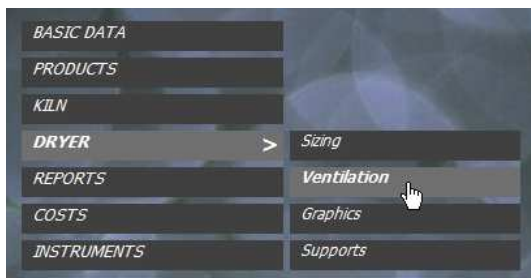 BASIC DATA
PRODUCTS
KILN
DRYER >
Sizing
REPORTS
Ventilation
COSTS
Graphics
INSTRUMENTS
Supports